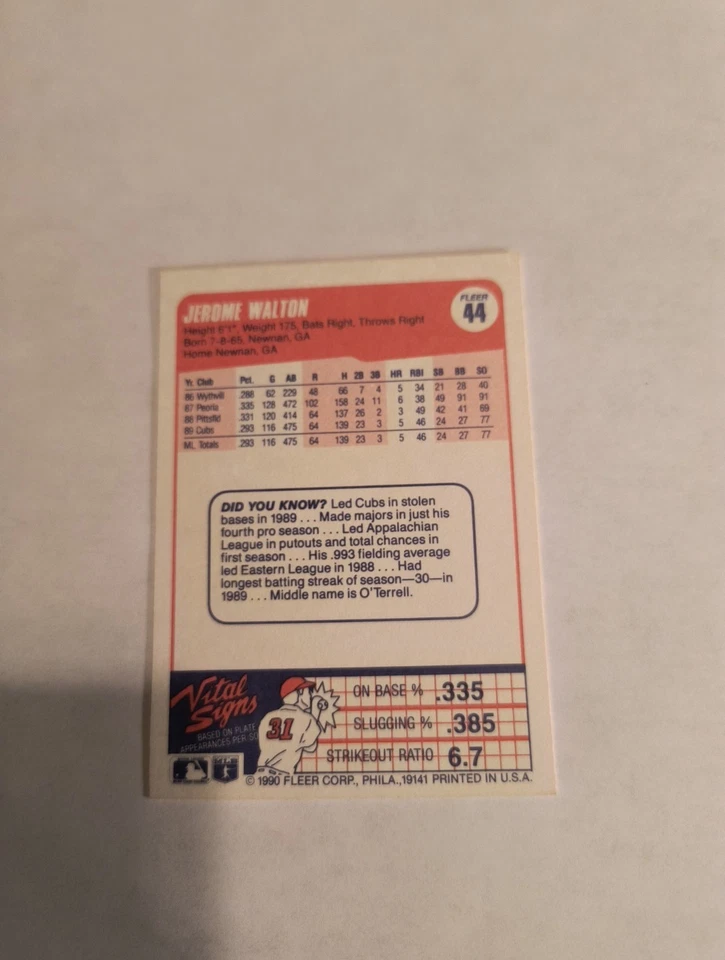 JEROME WALTON
FLEER
44
Height 6'1", Weight 175, Bats Right, Throws Right
Born 7-8-65, Newnan, GA
Home Newnan, GA
Yr. Club Pct. G AB R H 2B 3B HR RBI SB BB SO
86 Wythvill .288 62 229 48 66 7 4 5 34 21 28 40
87 Peoria .335 128 472 102 158 24 11 6 38 49 91 91
88 Pittsfld .331 120 414 64 137 26 2 3 49 42 41 69
89 Cubs .293 116 475 64 139 23 3 5 46 24 27 77
ML Totals .293 116 475 64 139 23 3 5 46 24 27 77
DID YOU KNOW? Led Cubs in stolen
bases in 1989 . . . Made majors in just his
fourth pro season . . . Led Appalachian
League in putouts and total chances in
first season . . . His .993 fielding average
led Eastern League in 1988 . . . Had
longest batting streak of season—30—in
1989 . . . Middle name is O'Terrell.
Vital
Signs
BASED ON PLATE
APPEARANCES PER SO
31
ON BASE % .335
SLUGGING % .385
STRIKEOUT RATIO 6.7
© 1990 FLEER CORP., PHILA., 19141 PRINTED IN U.S.A.